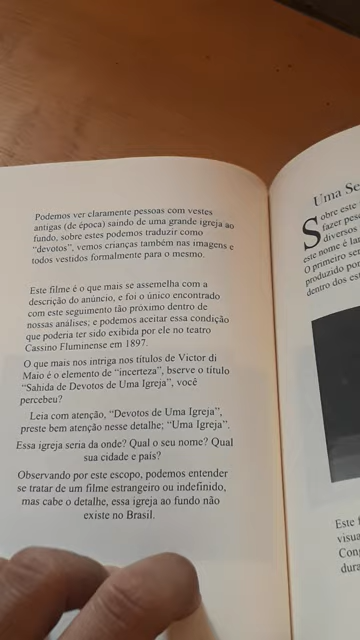 Podemos ver claramente pessoas com vestes
antigas (de época) saindo de uma grande igreja ao
fundo, sobre estes podemos traduzir como
“devotos”, vemos crianças também nas imagens e
todos vestidos formalmente para o mesmo.
Este filme é o que mais se assemelha com a
descrição do anúncio, e foi o único encontrado
com este seguimento tão próximo dentro de
nossas análises; e podemos aceitar essa condição
que poderia ter sido exibida por ele no teatro
Cassino Fluminense em 1897.
O que mais nos intriga nos títulos de Victor di
Maio é o elemento de “incerteza”, bserve o título
“Sahida de Devotos de Uma Igreja”, você
percebeu?
Leia com atenção, “Devotos de Uma Igreja”,
preste bem atenção nesse detalhe; “Uma Igreja”.
Essa igreja seria da onde? Qual o seu nome? Qual
sua cidade e país?
Observando por este escopo, podemos entender
se tratar de um filme estrangeiro ou indefinido,
mas cabe o detalhe, essa igreja ao fundo não
existe no Brasil.
Uma Se
Sobre este
fazer pes
diversos
este nome é lan
O primeiro ser
produzido por
dentro dos est
Este f
visua
Cong
dura